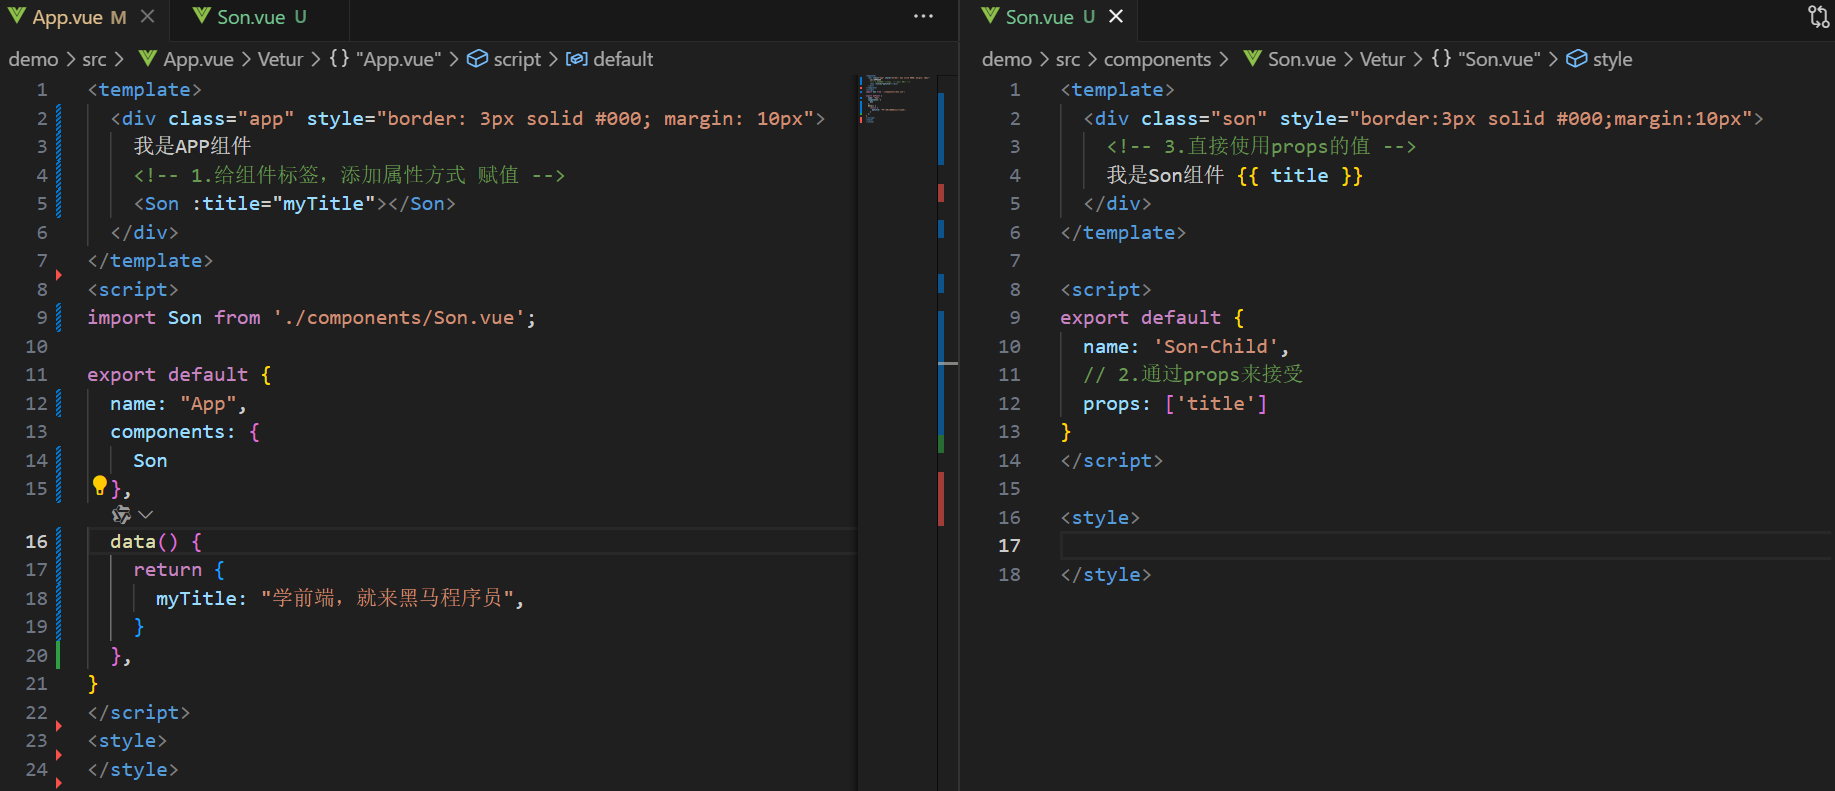 App.vue M
Son.vue U
demo > src > App.vue > Vetur > {} "App.vue" > script > default
1 <template>
2 <div class="app" style="border: 3px solid #000; margin: 10px">
3 我是APP组件
4 <!-- 1.给组件标签，添加属性方式 赋值 -->
5 <Son :title="myTitle"></Son>
6 </div>
7 </template>
8 <script>
9 import Son from './components/Son.vue';
10
11 export default {
12 name: "App",
13 components: {
14 Son
15 },
16 data() {
17 return {
18 myTitle: "学前端，就来黑马程序员",
19 }
20 },
21 }
22 </script>
23 <style>
24 </style>
Son.vue U
demo > src > components > Son.vue > Vetur > {} "Son.vue" > style
1 <template>
2 <div class="son" style="border:3px solid #000;margin:10px">
3 <!-- 3.直接使用props的值 -->
4 我是Son组件 {{ title }}
5 </div>
6 </template>
7
8 <script>
9 export default {
10 name: 'Son-Child',
11 // 2.通过props来接受
12 props: ['title']
13 }
14 </script>
15
16 <style>
17
18 </style>